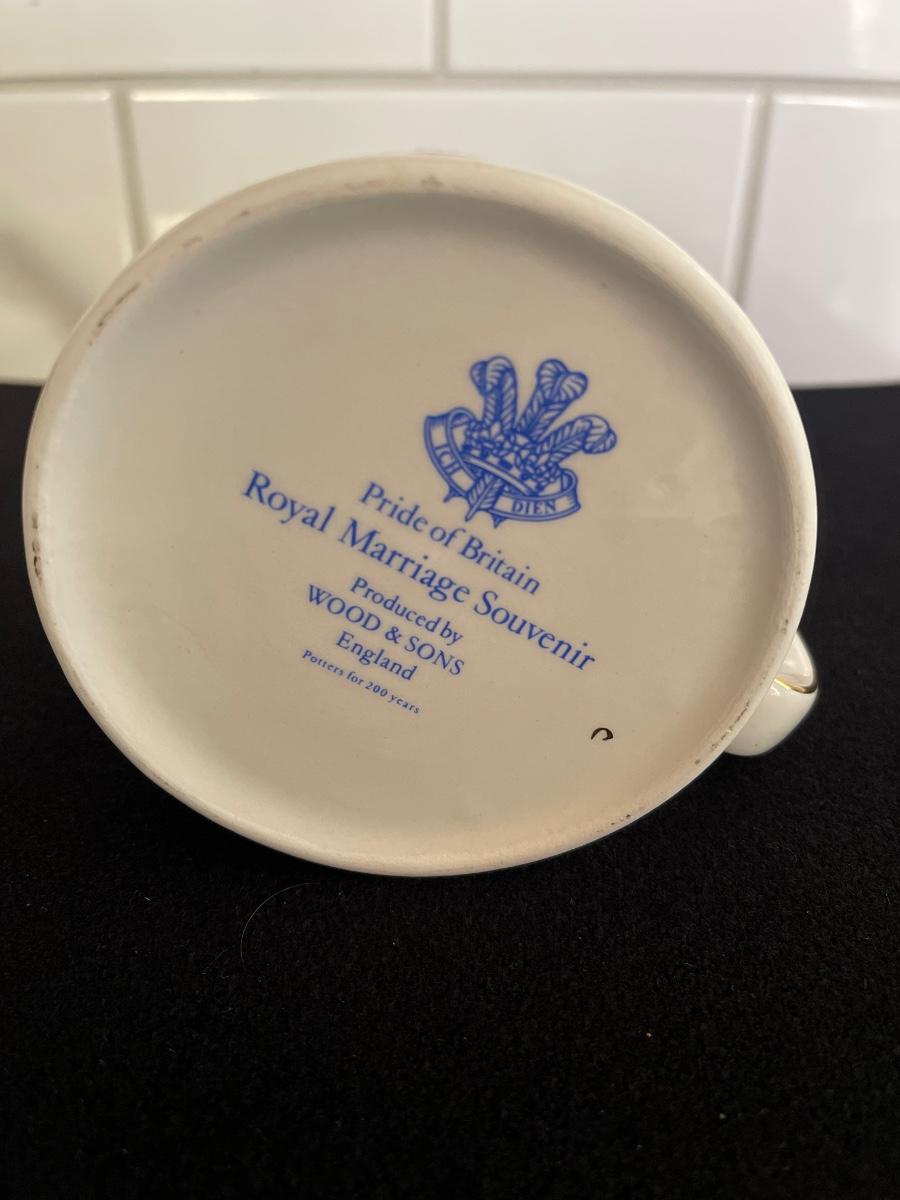 ICH DIEN
Pride of Britain
Royal Marriage Souvenir
Produced by
WOOD & SONS
England
Potters for 200 years